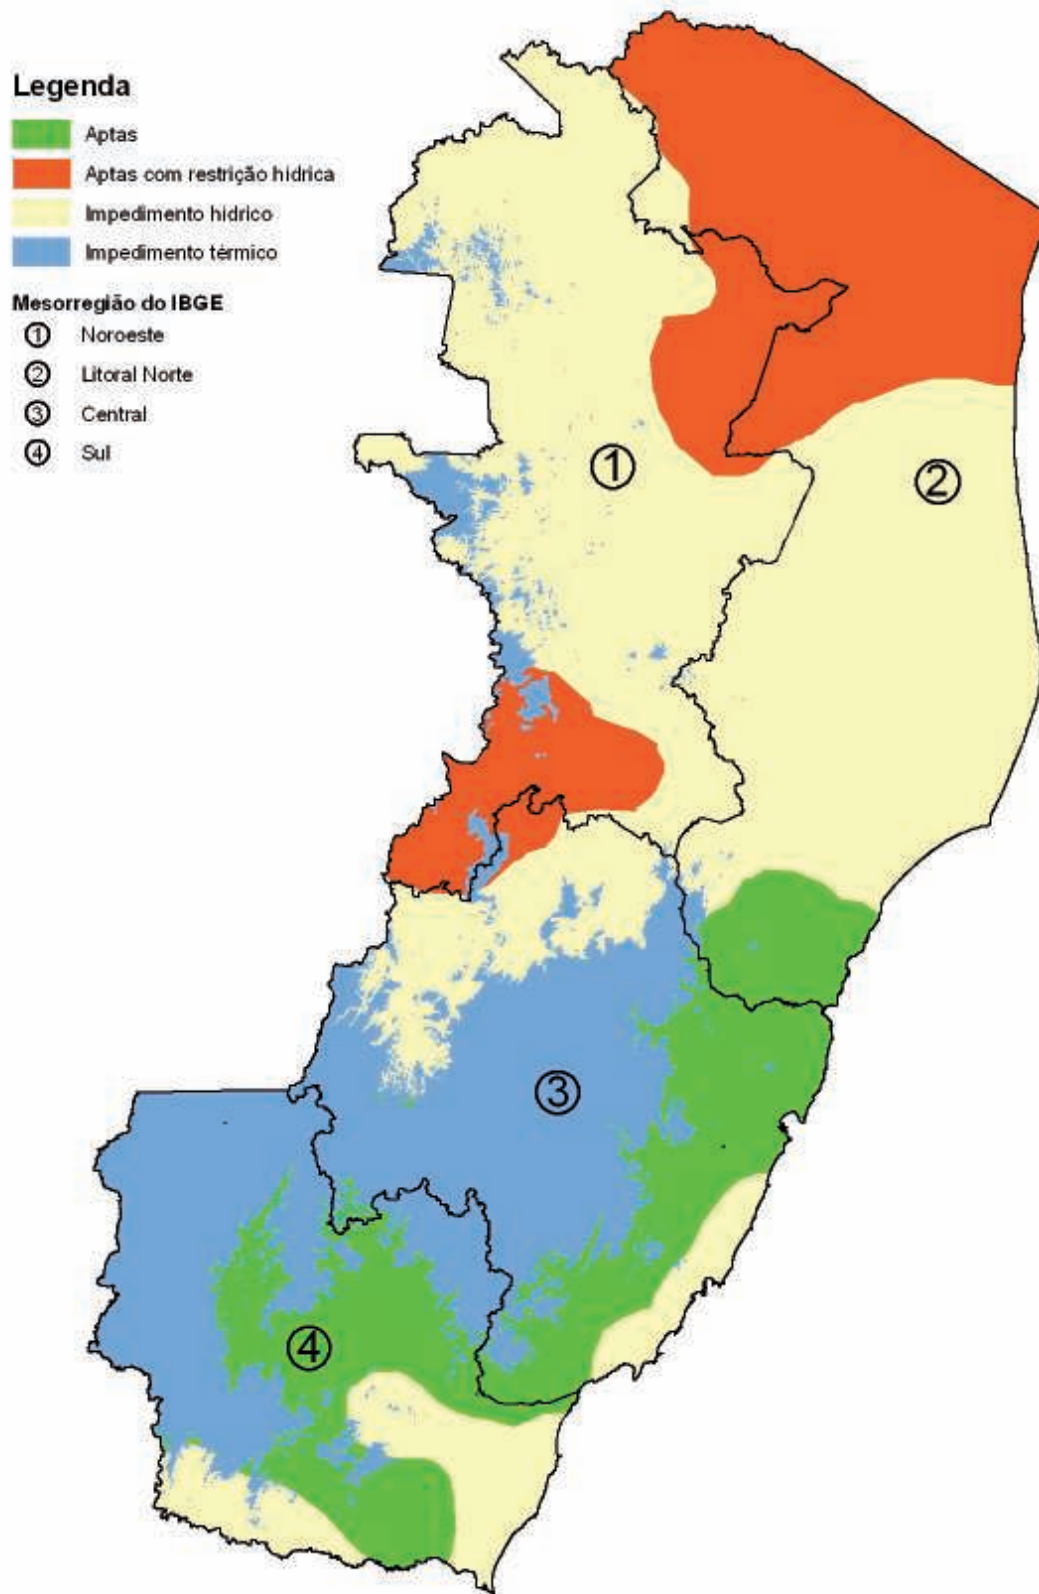 Legenda
Aptas
Aptas com restrição hídrica
Impedimento hídrico
Impedimento térmico
Mesorregião do IBGE
1 Noroeste
2 Litoral Norte
3 Central
4 Sul
1
2
3
4